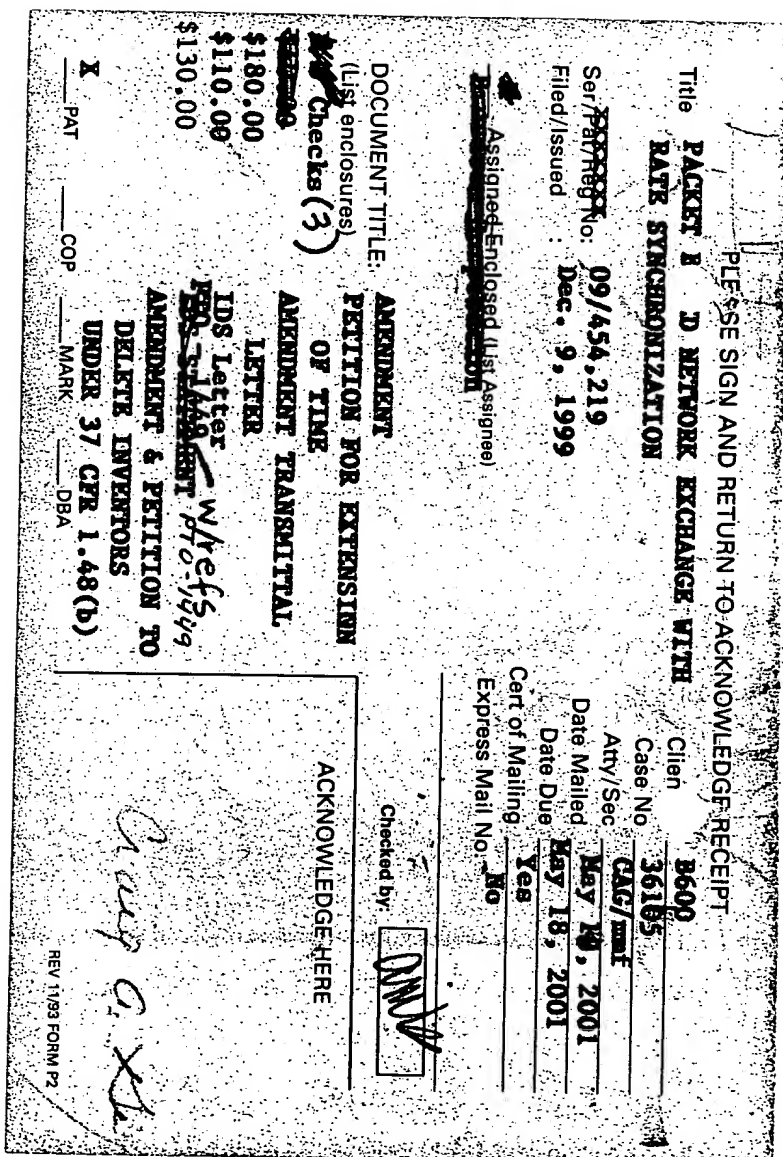 PLE SSE SIGN AND RETURN TO ACKNOWLEDGE RECEIPT
Title PACKET B D NETWORK EXCHANGE WITH
RATE SYNCHRONIZATION
Ser/Pat/Reg No: 09/454,219
Filed/Issued : Dec. 9, 1999
Assigned Enclosed (List Assignee)
Clien B600
Case No 36105
Atty/Sec CAG/mmf
Date Mailed May , 2001
Date Due May 18, 2001
Cert of Mailing Yes
Express Mail No. No
Checked by:
DOCUMENT TITLE:
(List enclosures)
Checks (3)
$180.00
$110.00
$130.00
AMENDMENT
PETITION FOR EXTENSION
OF TIME
AMENDMENT TRANSMITTAL
LETTER
IDS Letter
w/refs
PTO-1449
AMENDMENT & PETITION TO
DELETE INVENTORS
UNDER 37 CFR 1.48(b)
X PAT COP MARK DBA
ACKNOWLEDGE HERE
REV 11/93 FORM P2